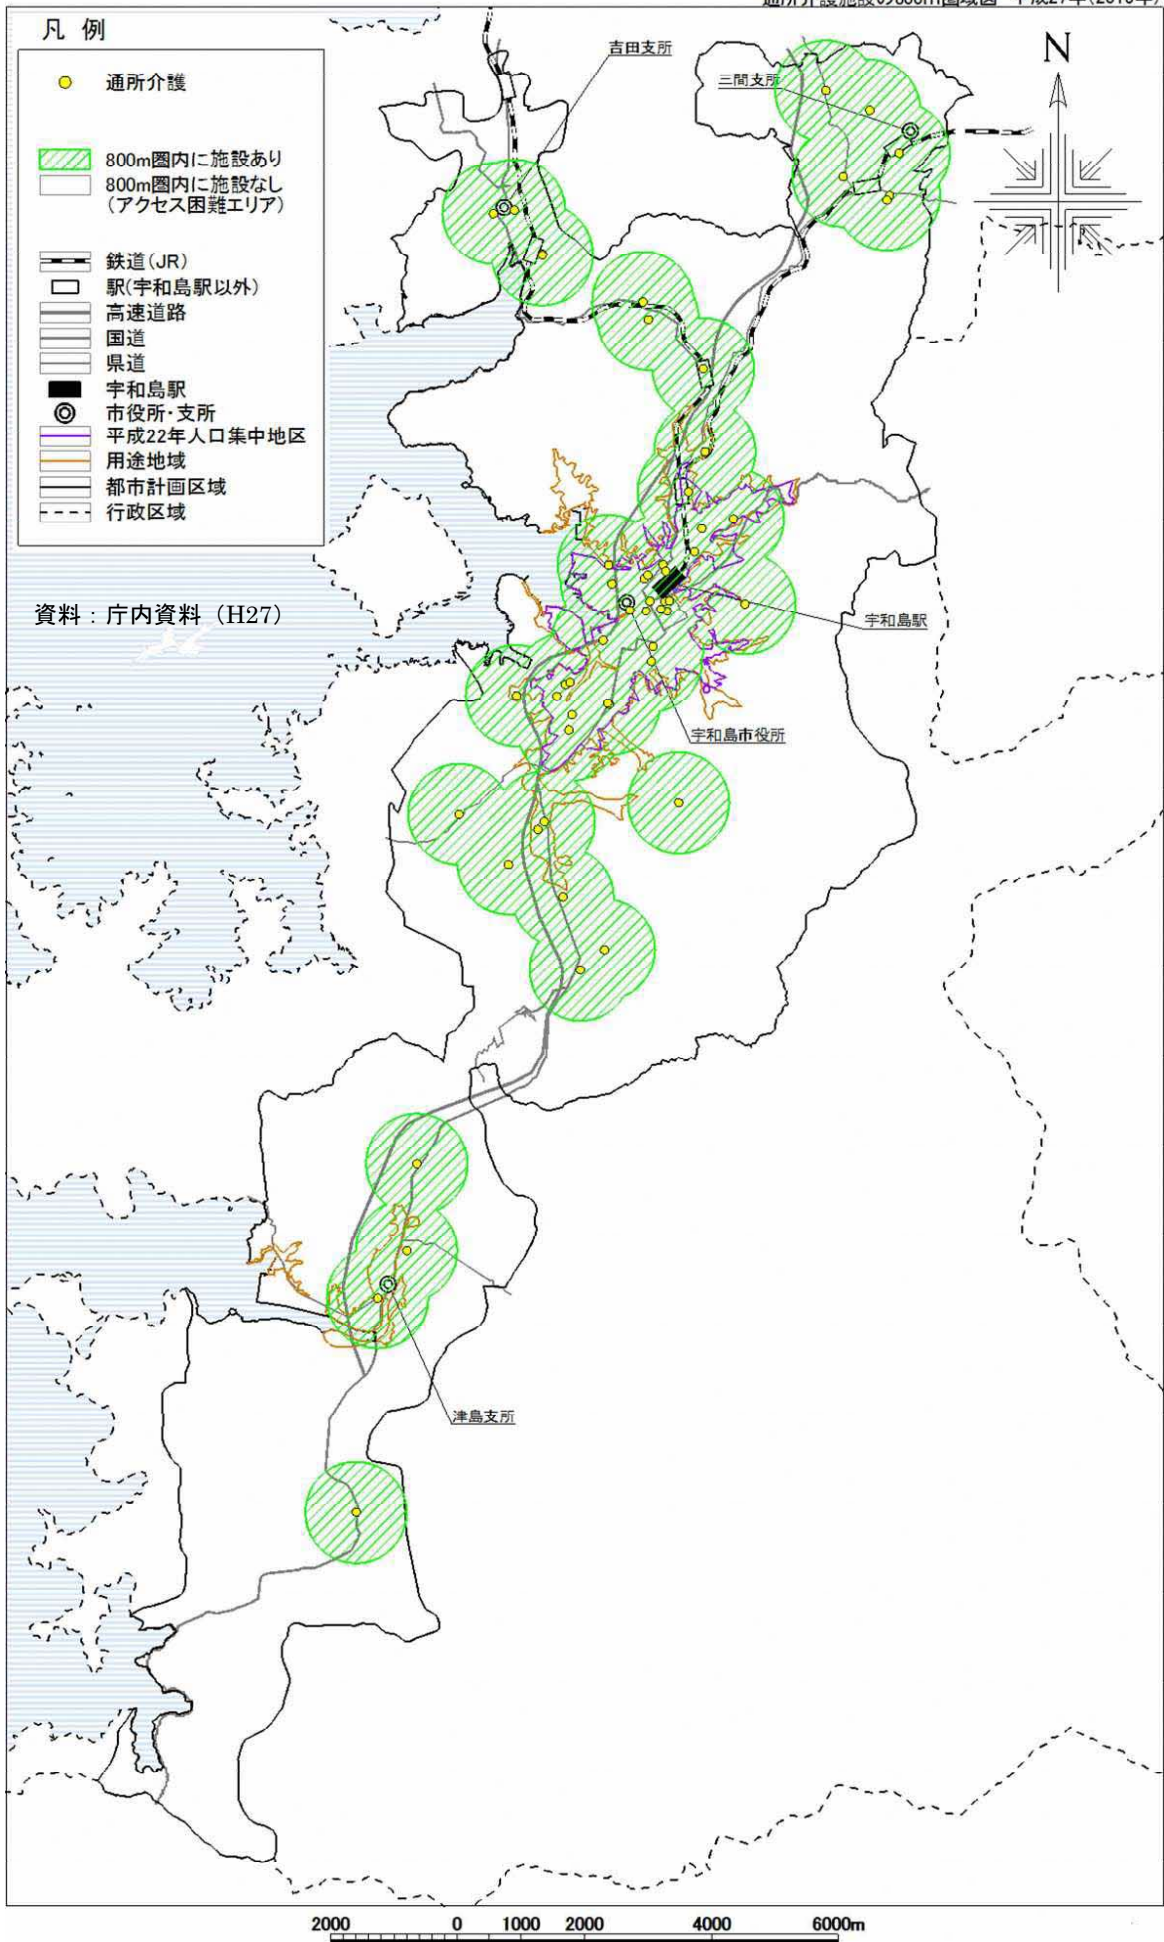 凡 例
通所介護
800m圏内に施設あり
800m圏内に施設なし
(アクセス困難エリア)
鉄道(JR)
駅(宇和島駅以外)
高速道路
国道
県道
宇和島駅
市役所・支所
平成22年人口集中地区
用途地域
都市計画区域
行政区域
資料：庁内資料（H27）
吉田支所
三間支所
N
宇和島駅
宇和島市役所
津島支所
2000 0 1000 2000 4000 6000m